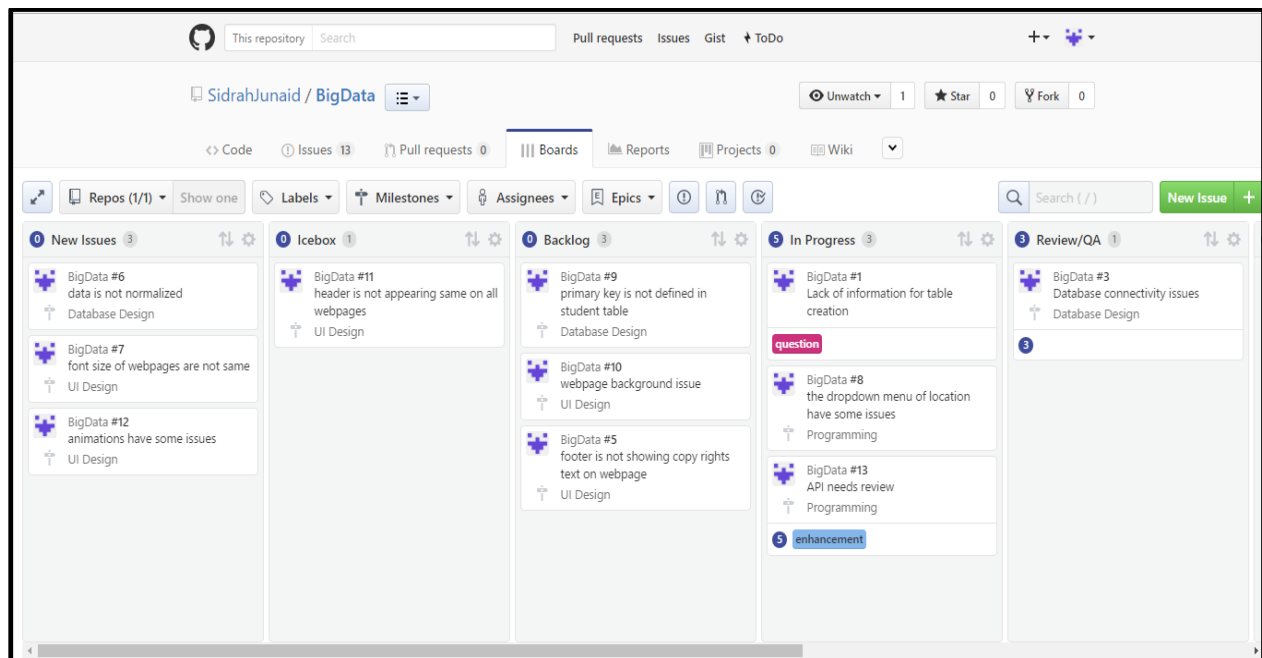 This repository Search Pull requests Issues Gist ToDo
SidrahJunaid / BigData Unwatch 1 Star 0 Fork 0
Code Issues 13 Pull requests 0 Boards Reports Projects 0 Wiki
Repos (1/1) Show one Labels Milestones Assignees Epics Search ( / ) New Issue +
0 New Issues 3
BigData #6
data is not normalized
Database Design
BigData #7
font size of webpages are not same
UI Design
BigData #12
animations have some issues
UI Design
0 Icebox 1
BigData #11
header is not appearing same on all
webpages
UI Design
0 Backlog 3
BigData #9
primary key is not defined in
student table
Database Design
BigData #10
webpage background issue
UI Design
BigData #5
footer is not showing copy rights
text on webpage
UI Design
5 In Progress 3
BigData #1
Lack of information for table
creation
question
BigData #8
the dropdown menu of location
have some issues
Programming
BigData #13
API needs review
Programming
5 enhancement
3 Review/QA 1
BigData #3
Database connectivity issues
Database Design
3